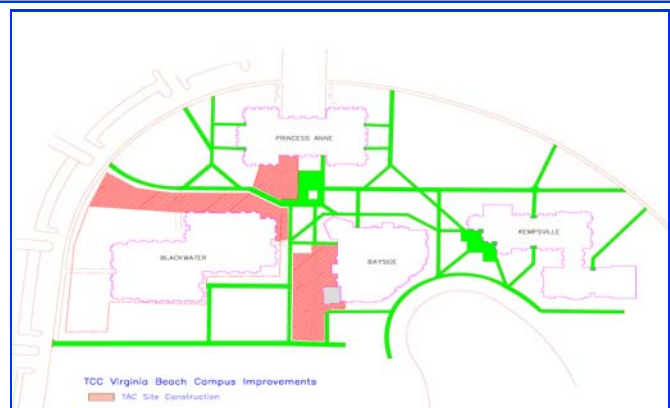 PRINCESS ANNE
KEMPSVILLE
BLACKWATER
BAYSIDE
TCC Virginia Beach Campus Improvements
TAC Site Construction